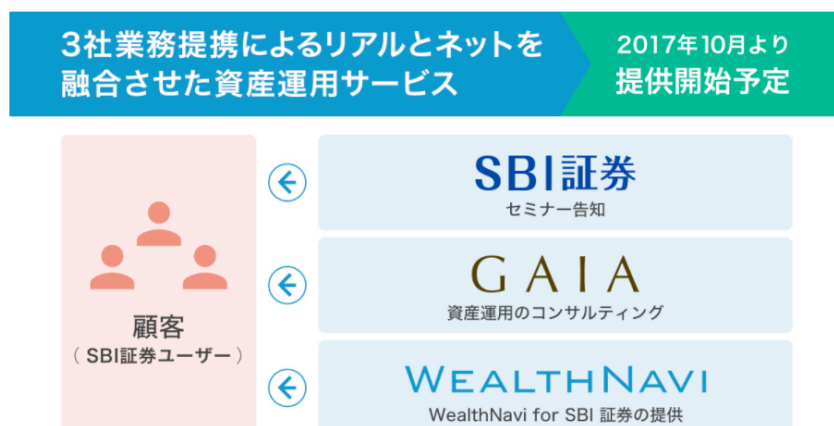 3社業務提携によるリアルとネットを
融合させた資産運用サービス
2017年10月より
提供開始予定
顧客
（SBI証券ユーザー）
SBI証券
セミナー告知
GAIA
資産運用のコンサルティング
WEALTHNAVI
WealthNavi for SBI 証券の提供